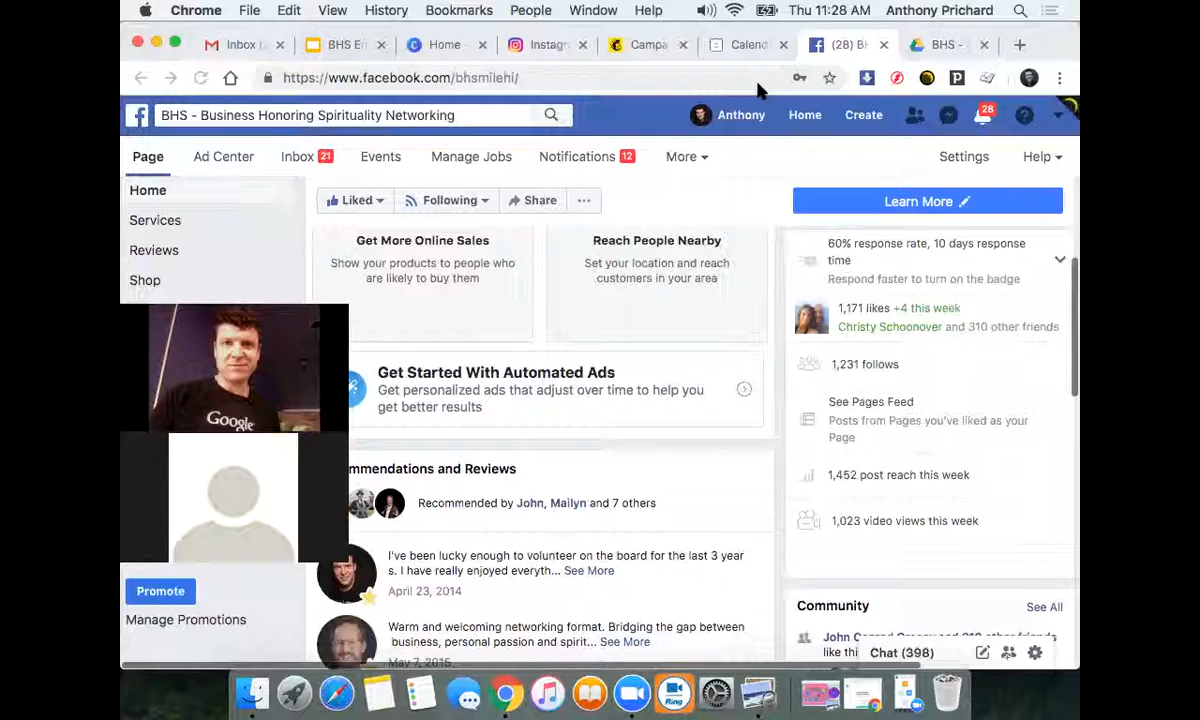 Chrome File Edit View History Bookmarks People Window Help Thu 11:28 AM Anthony Prichard
Inbox BHS En Home - Instagr Campa Calend (28) BH BHS -
https://www.facebook.com/bhsmilehi/
BHS - Business Honoring Spirituality Networking
Anthony Home Create 28
Page Ad Center Inbox 21 Events Manage Jobs Notifications 12 More Settings Help
Home
Services
Reviews
Shop
Promote
Manage Promotions
Liked Following Share ...
Learn More
Get More Online Sales
Show your products to people who
are likely to buy them
Reach People Nearby
Set your location and reach
customers in your area
Get Started With Automated Ads
Get personalized ads that adjust over time to help you
get better results
mmendations and Reviews
Recommended by John, Mailyn and 7 others
I've been lucky enough to volunteer on the board for the last 3 year
s. I have really enjoyed everyth... See More
April 23, 2014
Warm and welcoming networking format. Bridging the gap between
business, personal passion and spirit... See More
May 7, 2015
60% response rate, 10 days response
time
Respond faster to turn on the badge
1,171 likes +4 this week
Christy Schoonover and 310 other friends
1,231 follows
See Pages Feed
Posts from Pages you've liked as your
Page
1,452 post reach this week
1,023 video views this week
Community See All
like thi
Chat (398)
Google
Ring